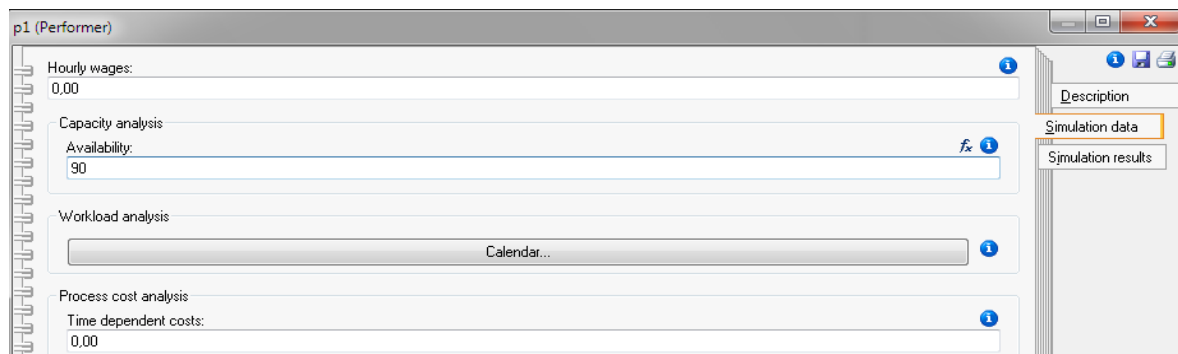 p1 (Performer)
Hourly wages:
0,00
Description
Capacity analysis
Simulation data
Availability:
90
Simulation results
Workload analysis
Calendar...
Process cost analysis
Time dependent costs:
0,00